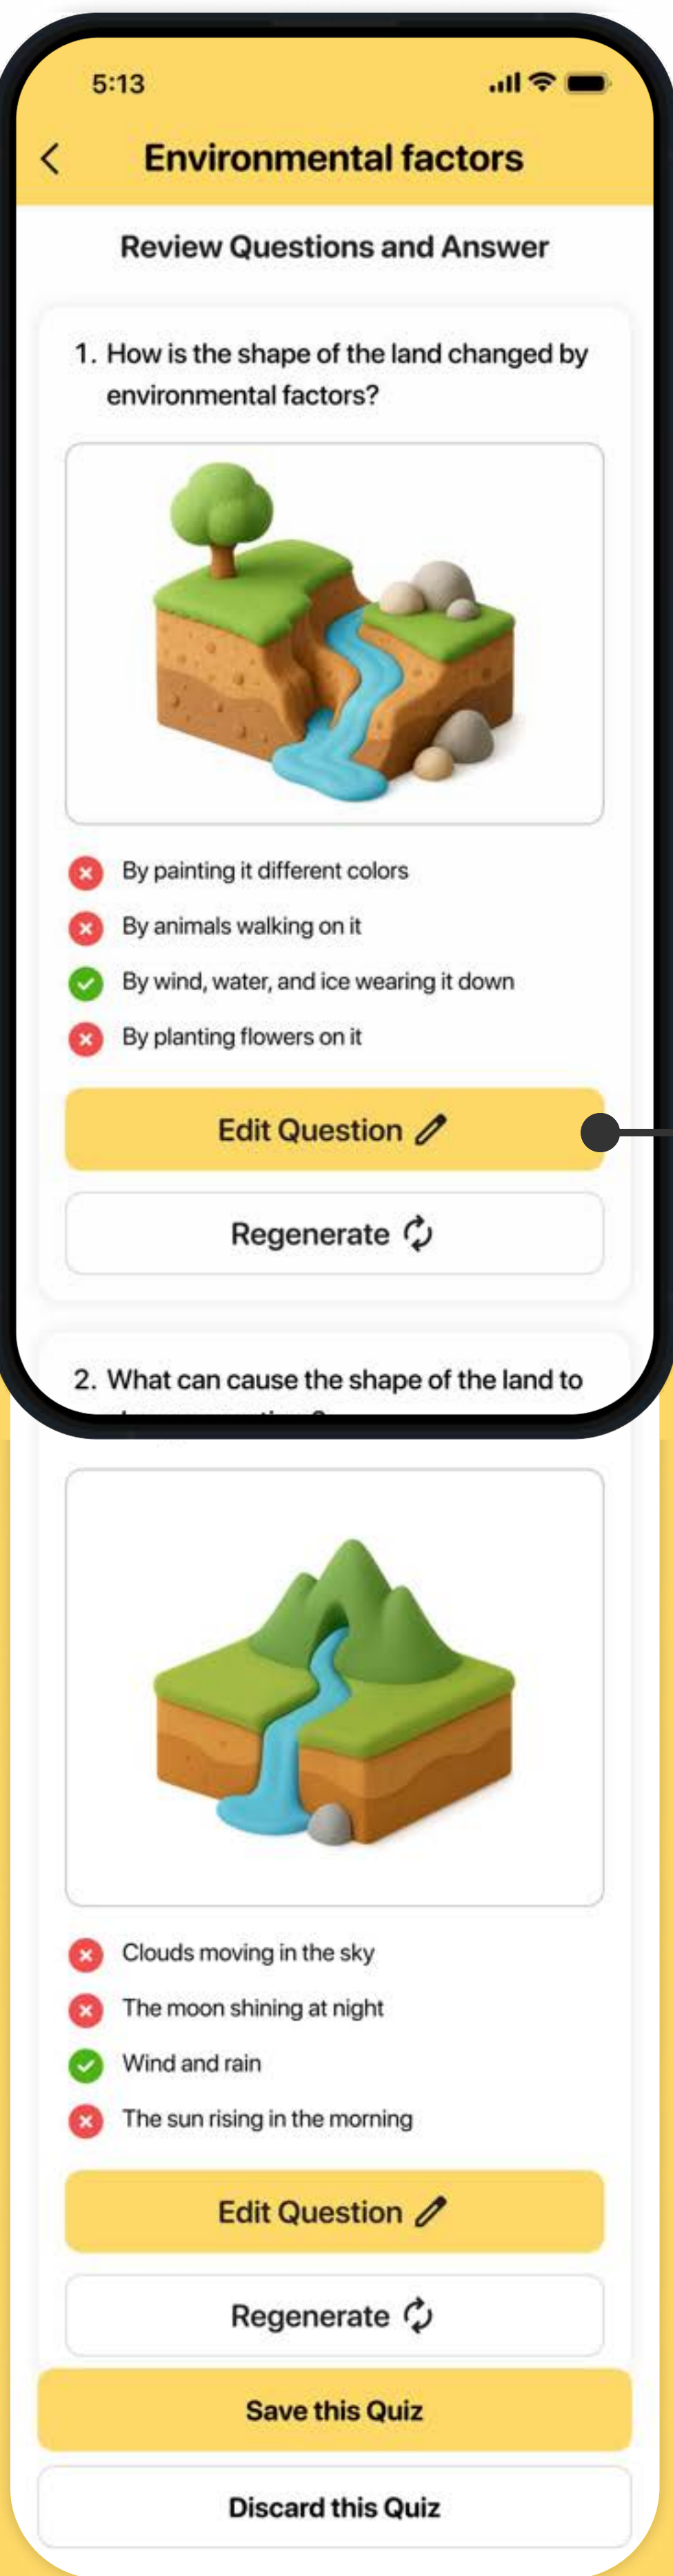 5:13
Environmental factors
Review Questions and Answer
1. How is the shape of the land changed by
environmental factors?
By painting it different colors
By animals walking on it
By wind, water, and ice wearing it down
By planting flowers on it
Edit Question
Regenerate
2. What can cause the shape of the land to
Clouds moving in the sky
The moon shining at night
Wind and rain
The sun rising in the morning
Edit Question
Regenerate
Save this Quiz
Discard this Quiz